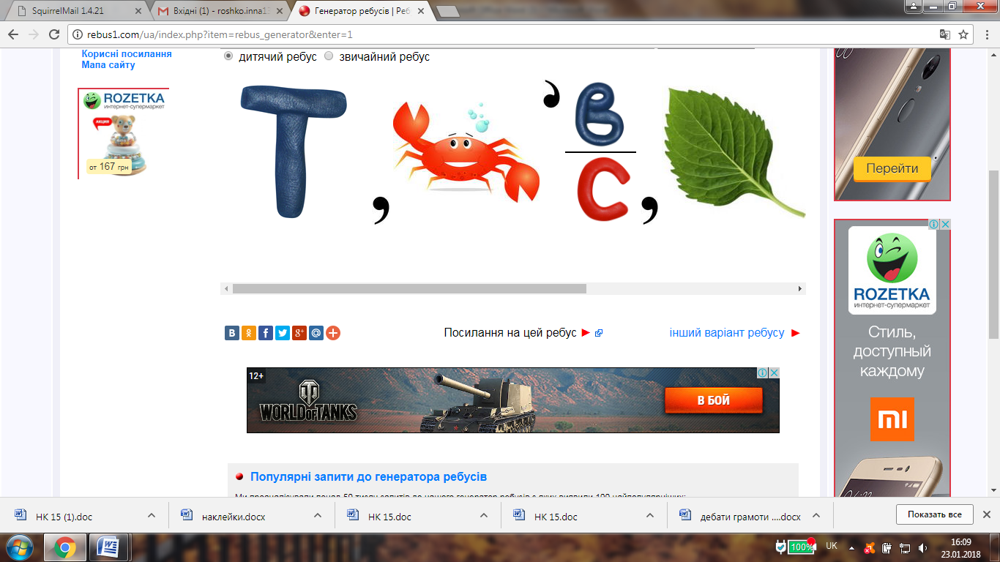 SquirrelMail 1.4.21
Вхідні (1) - roshko.inna1
Генератор ребусів | Реб
rebus1.com/ua/index.php?item=rebus_generator&enter=1
Корисні посилання
Мапа сайту
дитячий ребус звичайний ребус
ROZETKA
интернет-супермаркет
АКЦИЯ
от 167 грн
Т , ’ В
С ,
Перейти
ROZETKA
интернет-супермаркет
Стиль,
доступный
каждому
MI
Посилання на цей ребус
інший варіант ребусу
12+
WORLD OF TANKS
В БОЙ
Популярні запити до генератора ребусів
НК 15 (1).doc
наклейки.docx
НК 15.doc
НК 15.doc
дебати грамоти ....docx
Показать все
100%
UK
16:09
23.01.2018